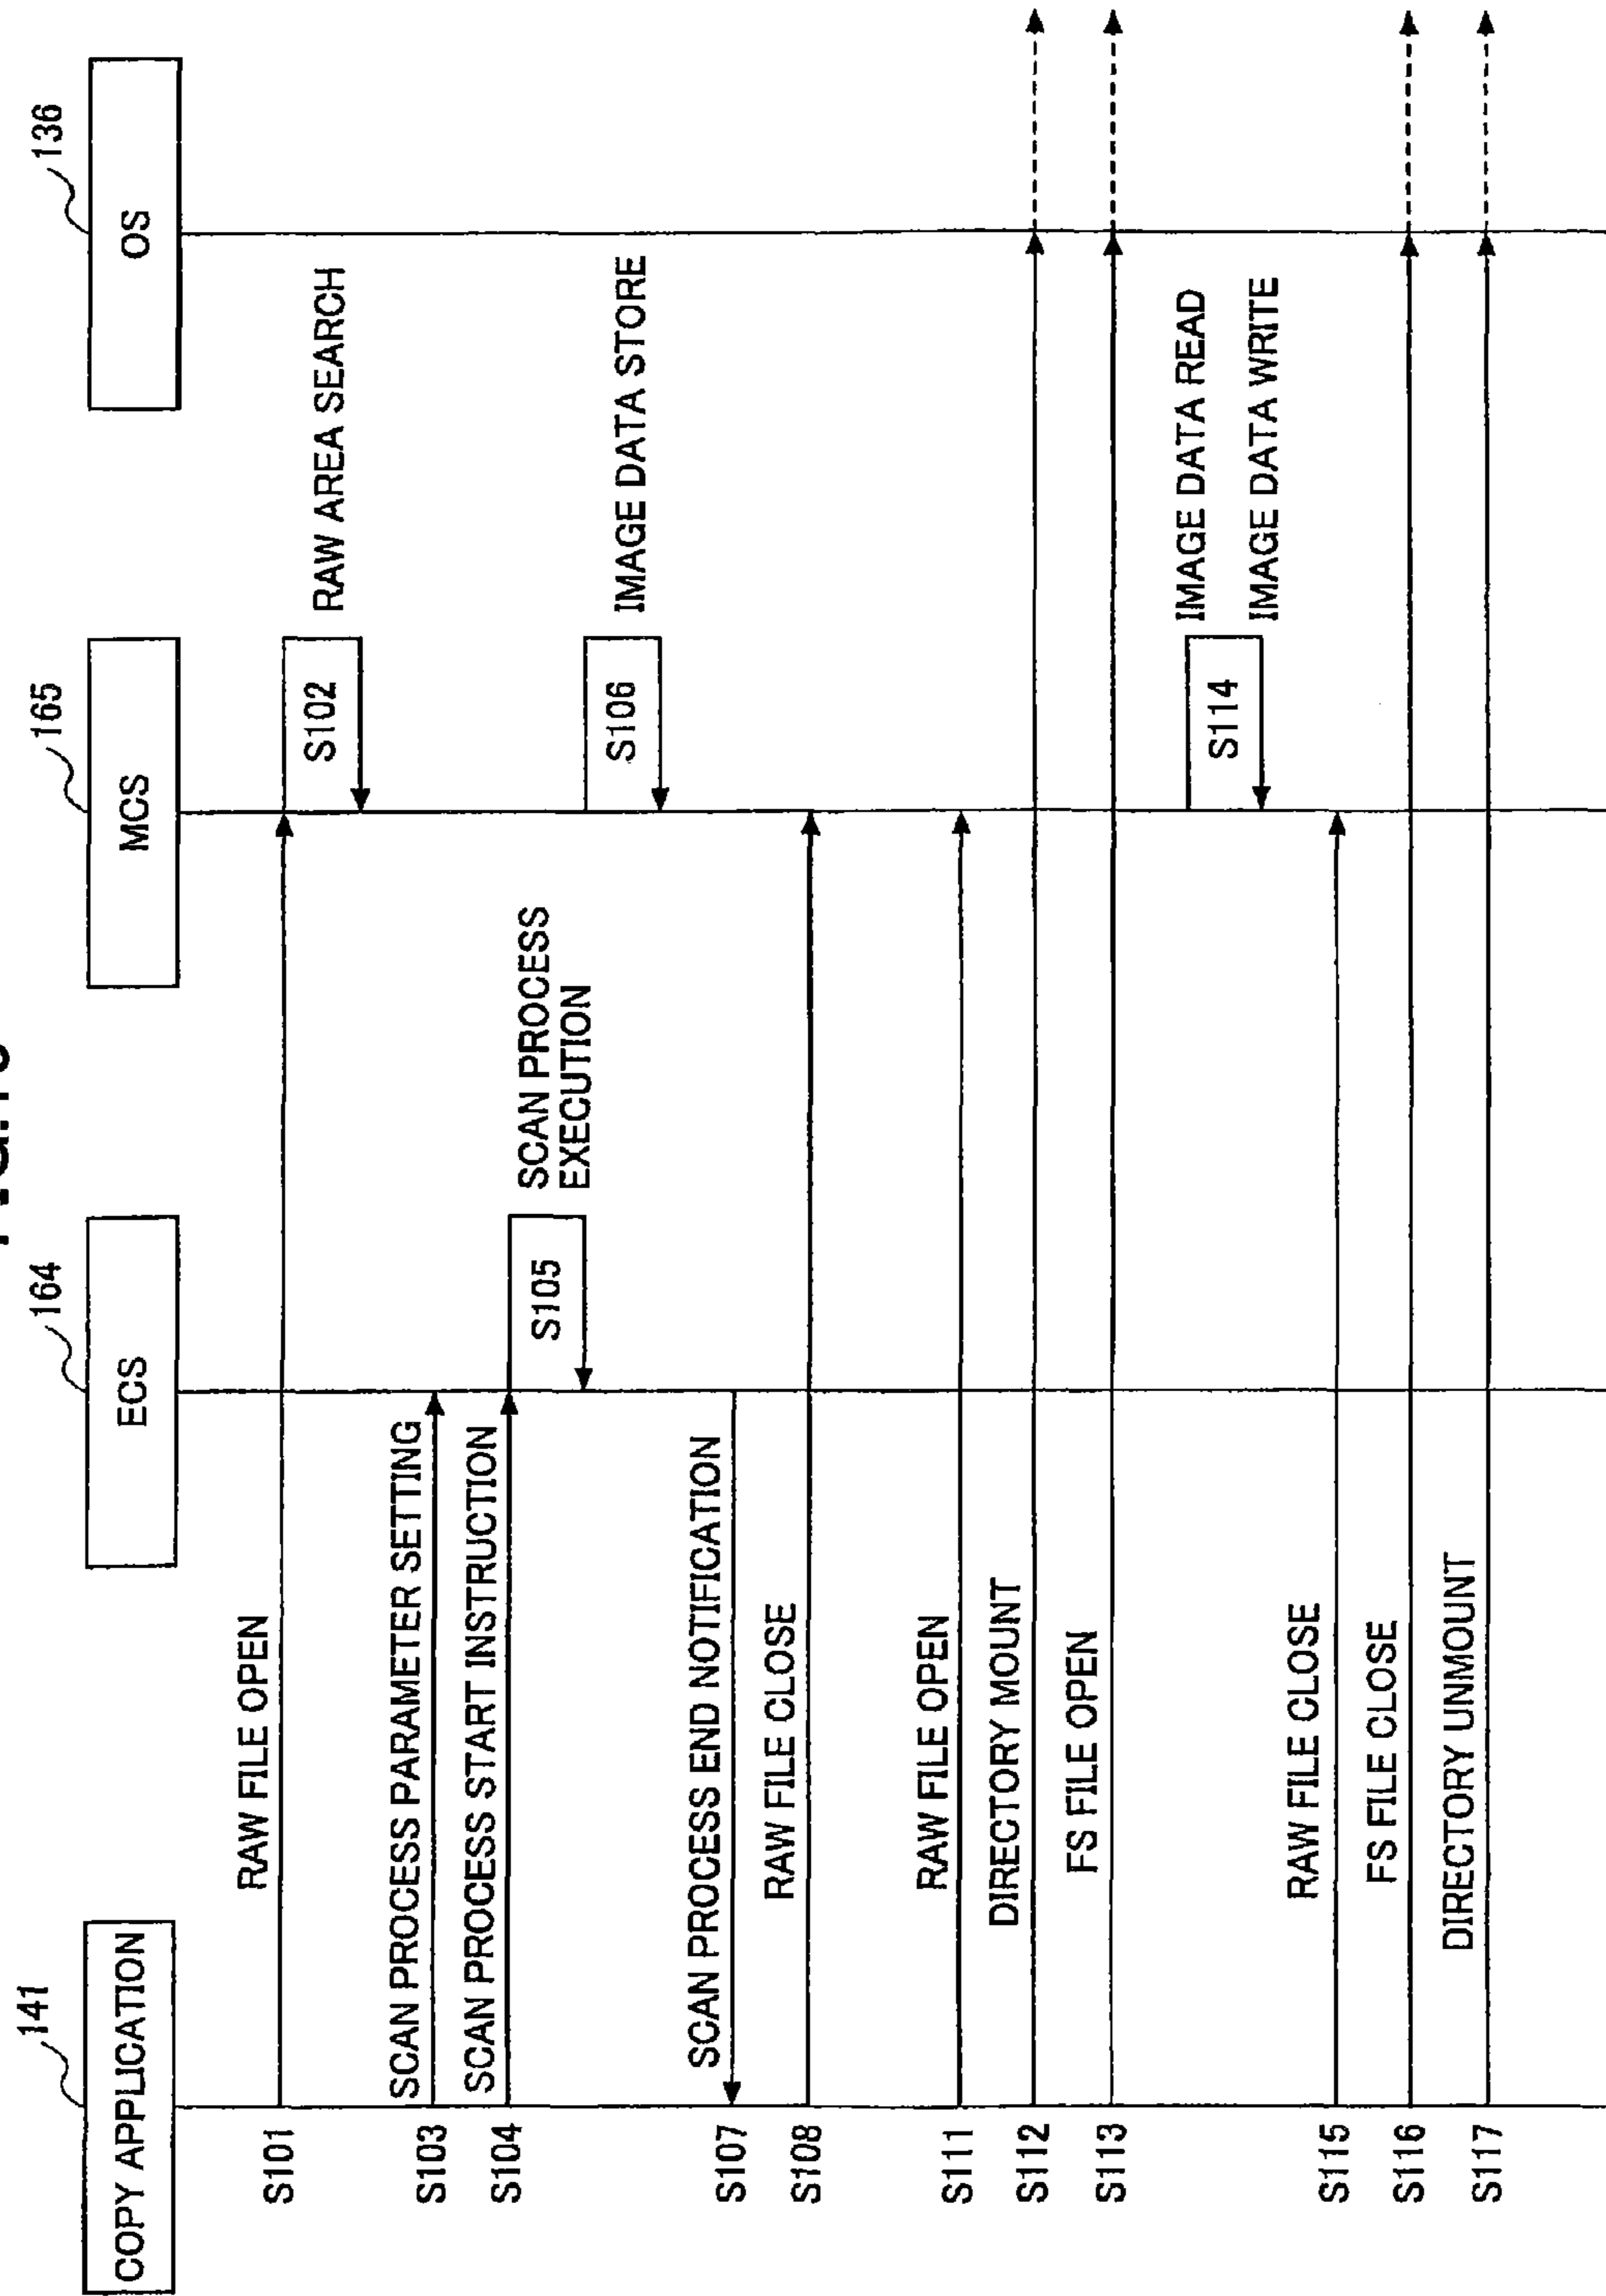 141
COPY APPLICATION
164
ECS
165
MCS
136
OS
S101
RAW FILE OPEN
S102
RAW AREA SEARCH
S103
SCAN PROCESS PARAMETER SETTING
S104
SCAN PROCESS START INSTRUCTION
S105
SCAN PROCESS
EXECUTION
S106
IMAGE DATA STORE
S107
SCAN PROCESS END NOTIFICATION
S108
RAW FILE CLOSE
S111
RAW FILE OPEN
S112
DIRECTORY MOUNT
S113
FS FILE OPEN
S114
IMAGE DATA READ
IMAGE DATA WRITE
S115
RAW FILE CLOSE
S116
FS FILE CLOSE
S117
DIRECTORY UNMOUNT